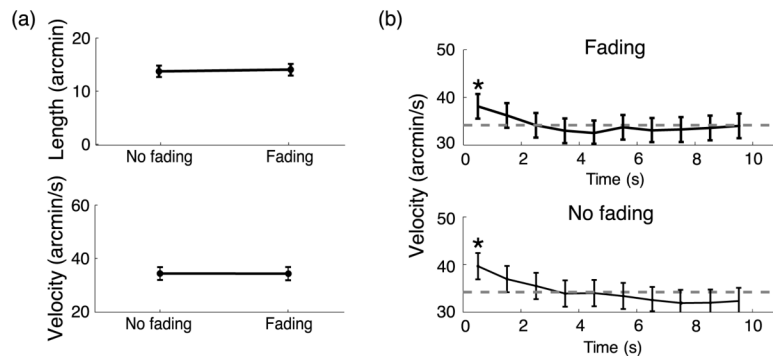 (a)
Length (arcmin)
20
10
0
No fading
Fading
Velocity (arcmin/s)
60
40
20
No fading
Fading
(b)
Velocity (arcmin/s)
Fading
50
40
30
*
0
2
4
6
8
10
Time (s)
No fading
50
40
30
*
0
2
4
6
8
10
Time (s)